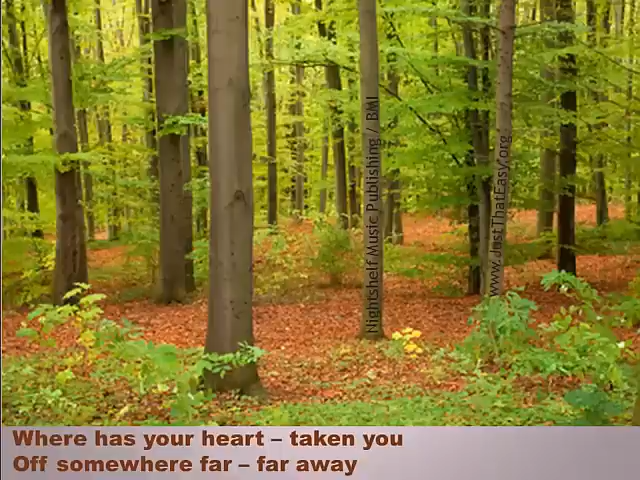 Nightshelf Music Publishing / BMI
www.JustThatEasy.org
Where has your heart – taken you
Off somewhere far – far away